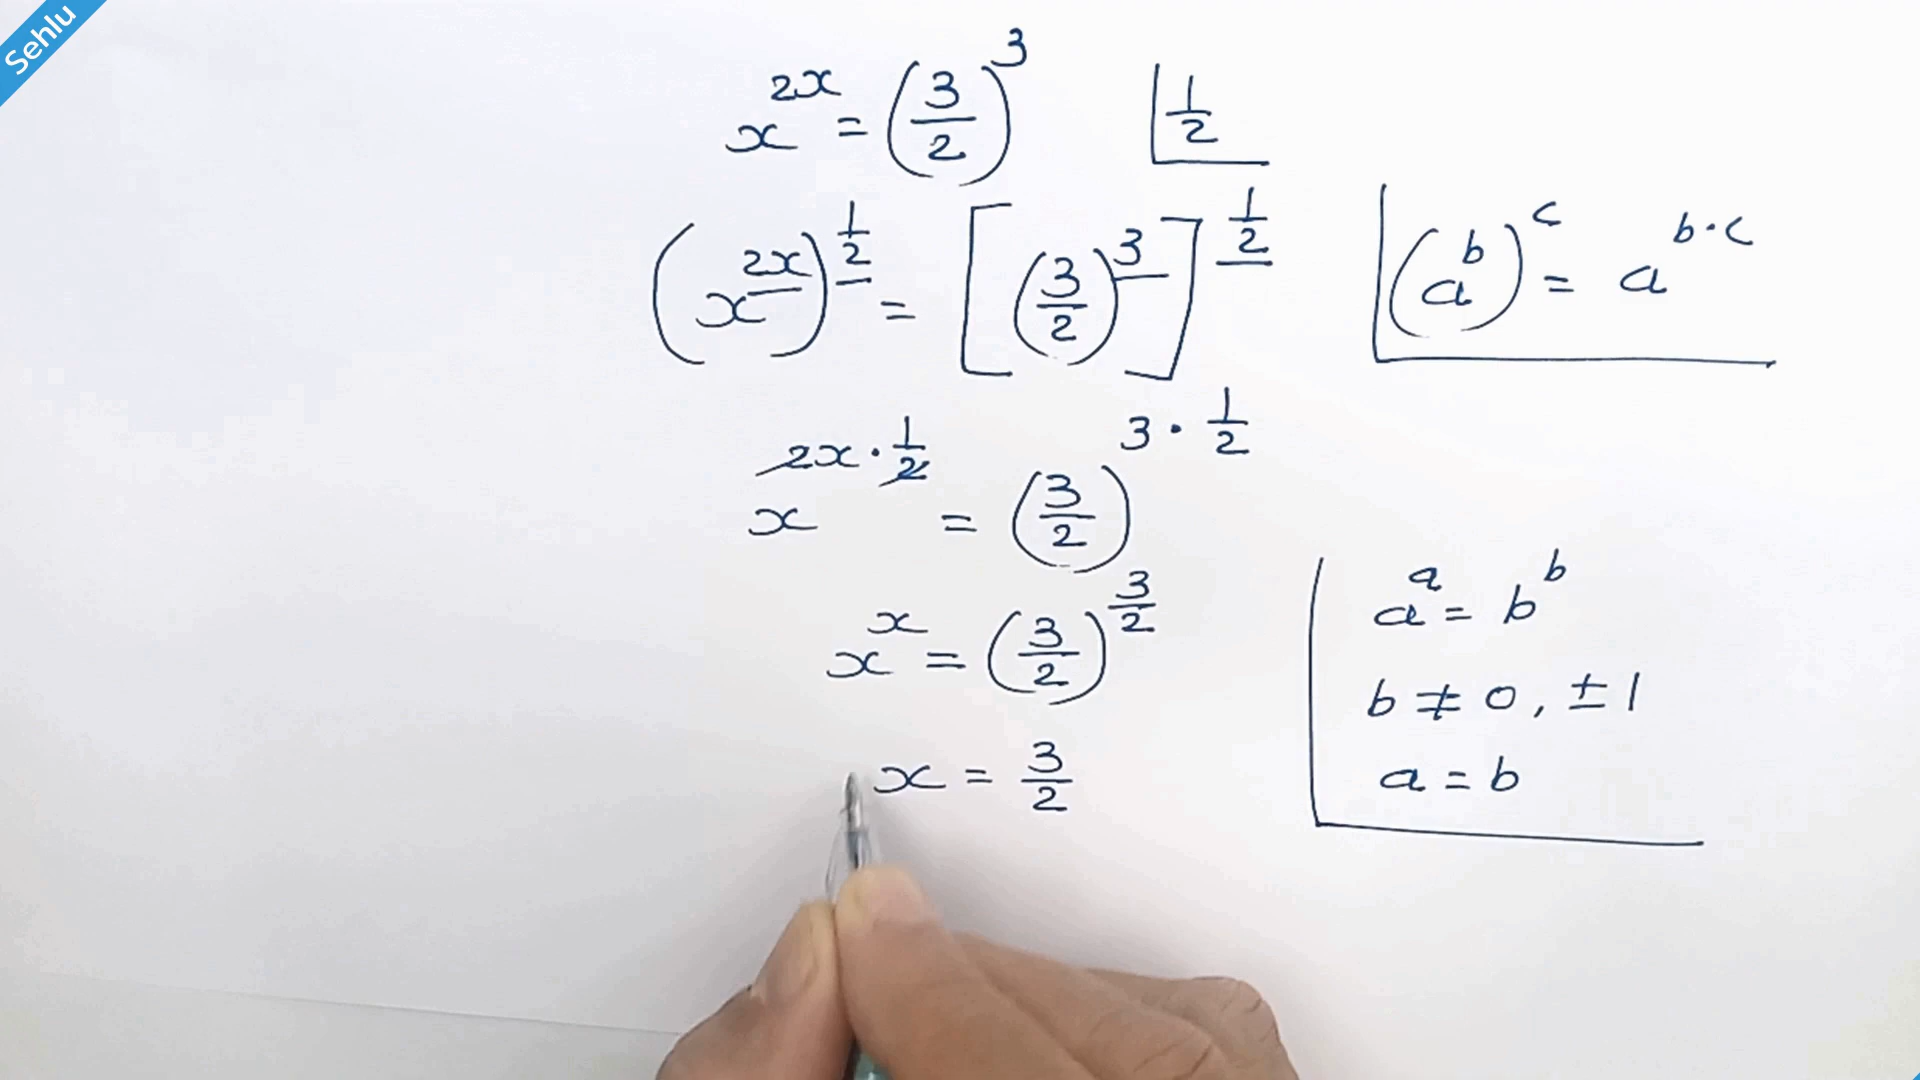 Sehlu
x^{2x} = (3/2)^3 | 1/2
(x^{2x})^{1/2} = [(3/2)^3]^{1/2} | (a^b)^c = a^{b·c}
x^{2x·1/2} = (3/2)^{3·1/2}
x^x = (3/2)^{3/2}
x = 3/2
a^a = b^b
b ≠ 0, ±1
a = b